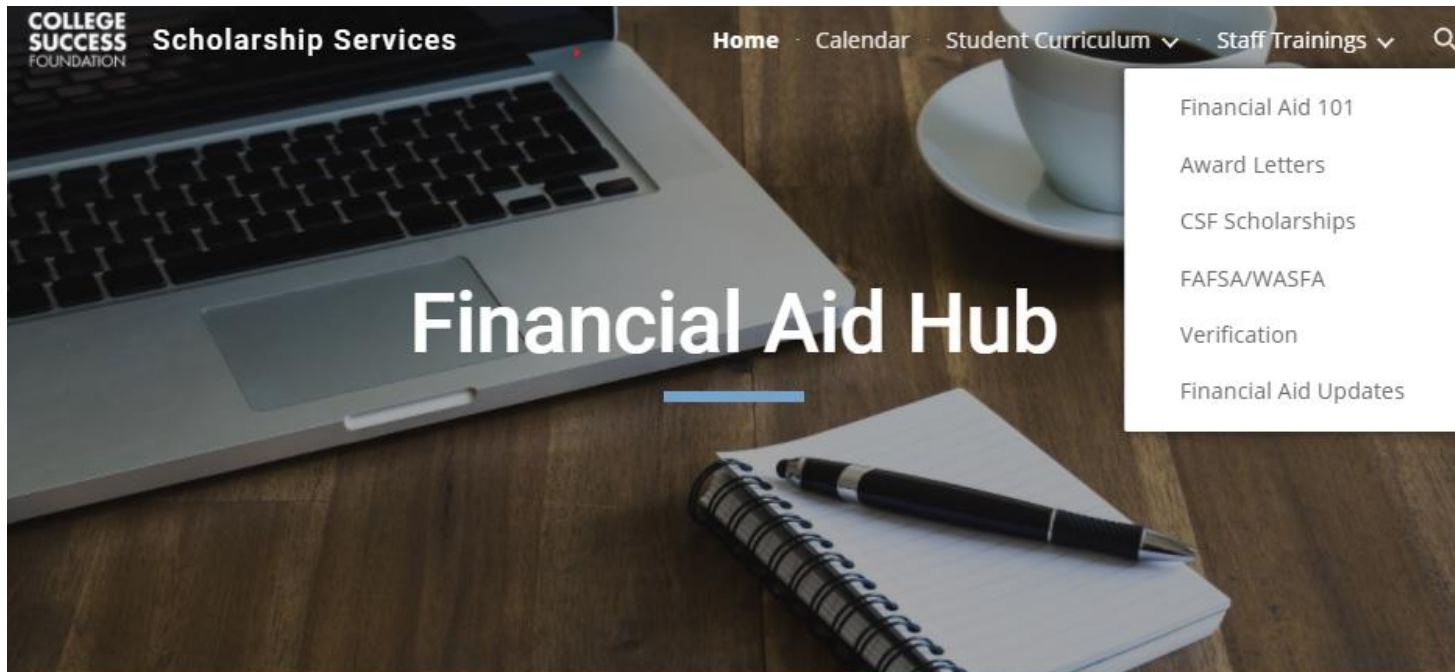 COLLEGE
SUCCESS
FOUNDATION
Scholarship Services
Home · Calendar · Student Curriculum · Staff Trainings
Financial Aid 101
Award Letters
CSF Scholarships
FAFSA/WASFA
Verification
Financial Aid Updates
Financial Aid Hub